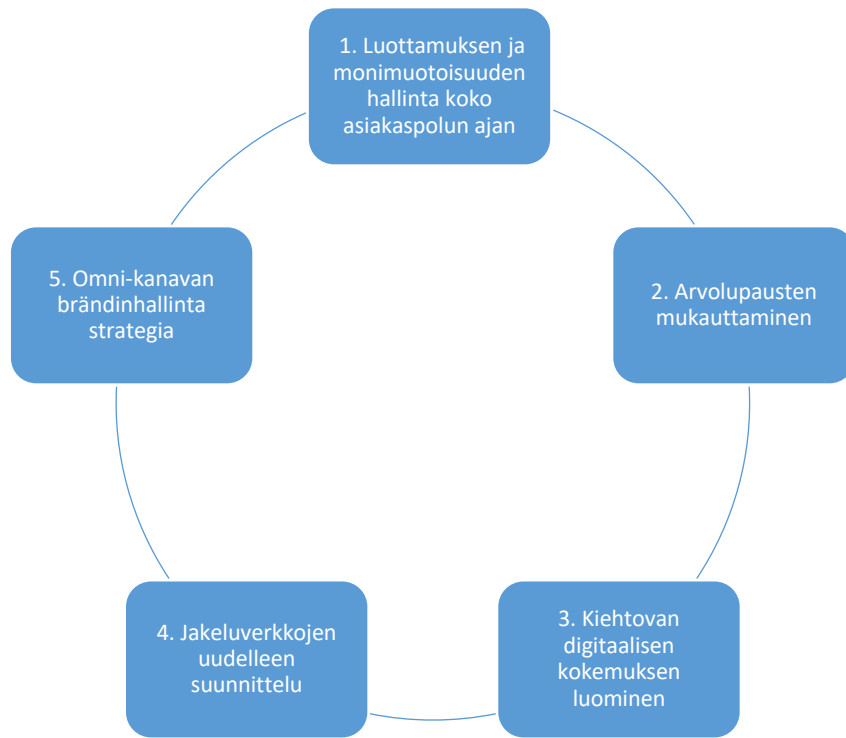 1. Luottamuksen ja
monimuotoisuuden
hallinta koko
asiakaspolun ajan
2. Arvolupausten
mukauttaminen
3. Kiehtovan
digitaalisen
kokemuksen
luominen
4. Jakeluverkkojen
uudelleen
suunnittelu
5. Omni-kanavan
brändinhallinta
strategia